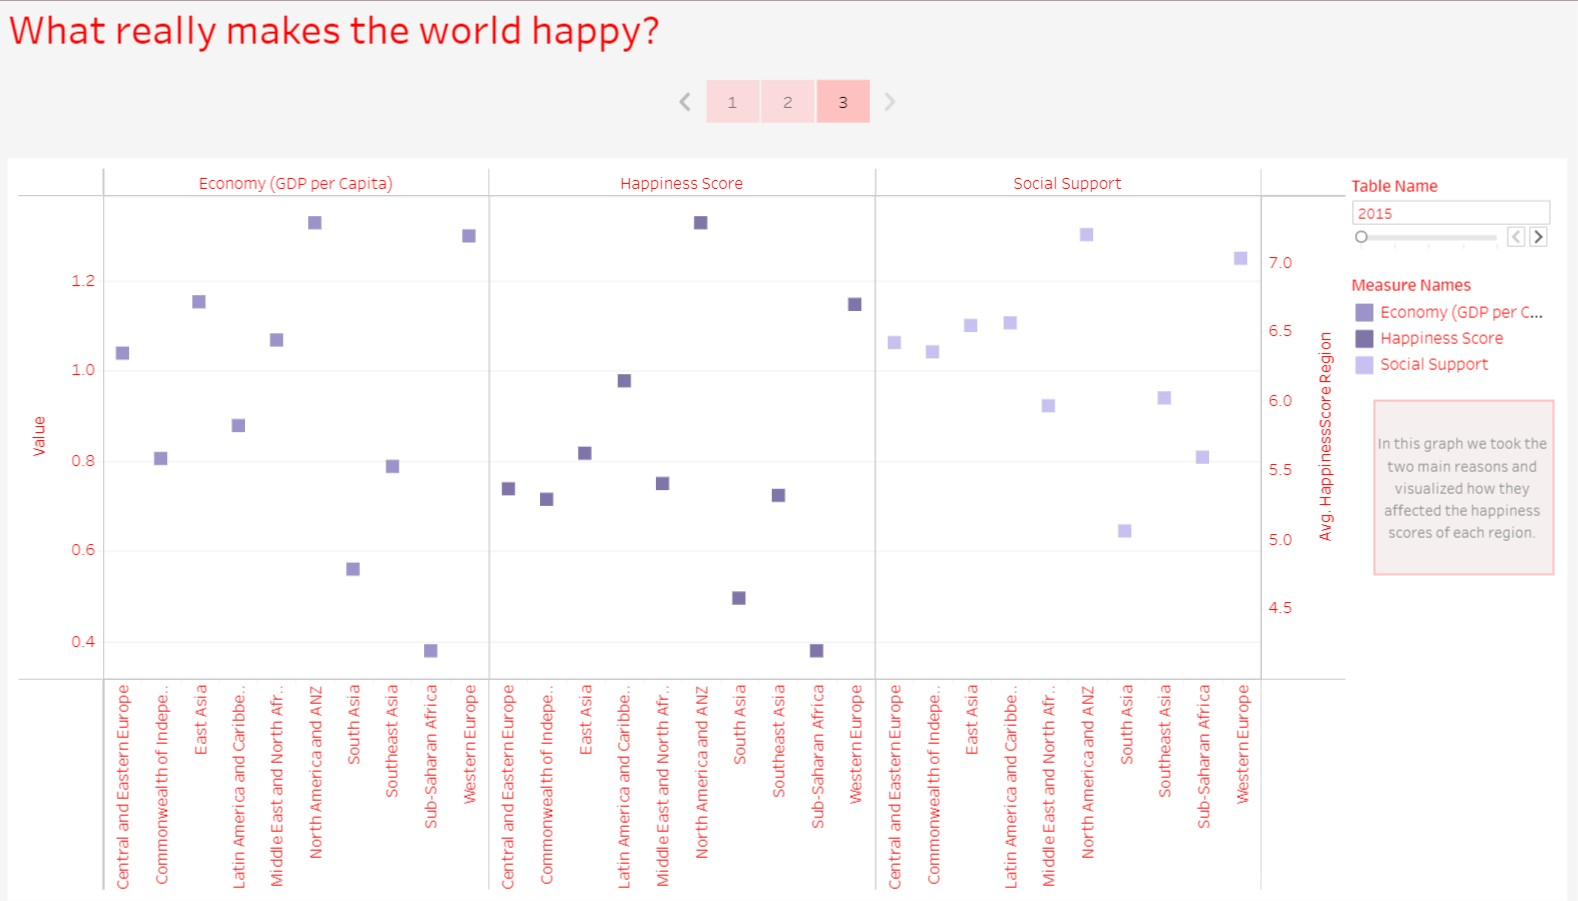 What really makes the world happy?
1 2 3
Economy (GDP per Capita) Happiness Score Social Support
Value
1.2
1.0
0.8
0.6
0.4
7.0
6.5
6.0
5.5
5.0
4.5
Avg. HappinessScore Region
Central and Eastern Europe
Commonwealth of Indepe..
East Asia
Latin America and Caribbe..
Middle East and North Afr..
North America and ANZ
South Asia
Southeast Asia
Sub-Saharan Africa
Western Europe
Central and Eastern Europe
Commonwealth of Indepe..
East Asia
Latin America and Caribbe..
Middle East and North Afr..
North America and ANZ
South Asia
Southeast Asia
Sub-Saharan Africa
Western Europe
Central and Eastern Europe
Commonwealth of Indepe..
East Asia
Latin America and Caribbe..
Middle East and North Afr..
North America and ANZ
South Asia
Southeast Asia
Sub-Saharan Africa
Western Europe
Table Name
2015
Measure Names
Economy (GDP per C...
Happiness Score
Social Support
In this graph we took the
two main reasons and
visualized how they
affected the happiness
scores of each region.